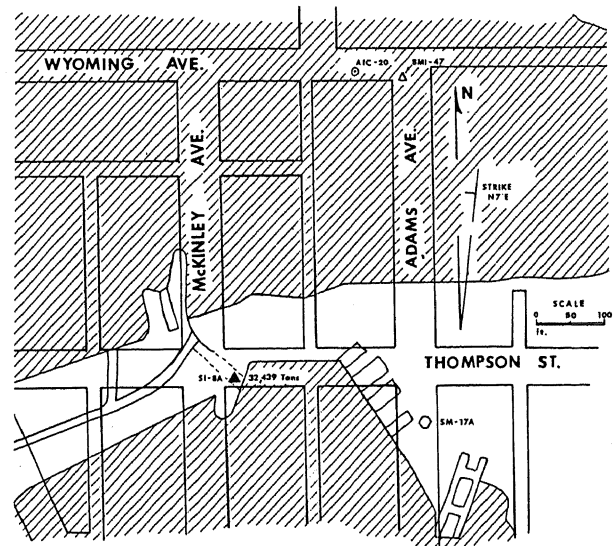 WYOMING AVE.
AIC-20
SMI-47
N
McKINLEY AVE.
ADAMS AVE.
STRIKE
N7°E
SCALE
0 50 100
ft.
THOMPSON ST.
SI-8A
32,439 Tons
SM-17A